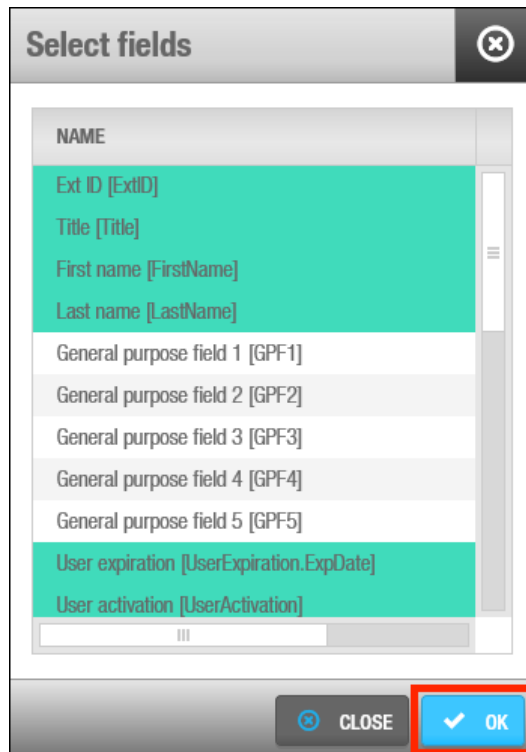 Select fields
NAME
Ext ID [ExtID]
Title [Title]
First name [FirstName]
Last name [LastName]
General purpose field 1 [GPF1]
General purpose field 2 [GPF2]
General purpose field 3 [GPF3]
General purpose field 4 [GPF4]
General purpose field 5 [GPF5]
User expiration [UserExpiration.ExpDate]
User activation [UserActivation]
CLOSE
OK